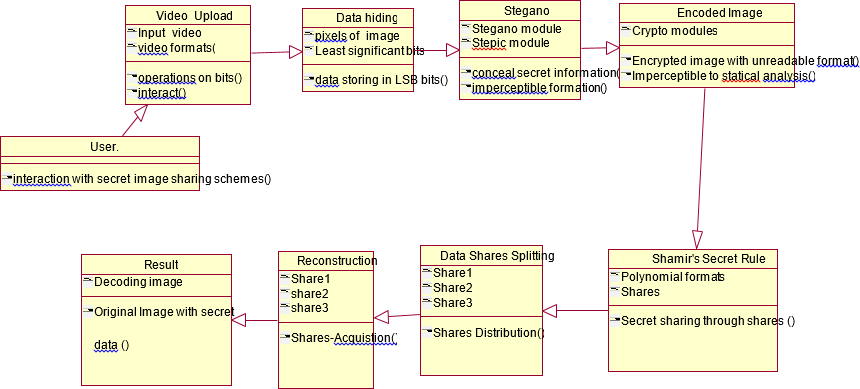 Video Upload
Input video
video formats(
operations on bits()
interact()
Data hiding
pixels of image
Least significant bits
data storing in LSB bits()
Stegano
Stegano module
Stepic module
conceal secret information(
imperceptible formation()
Encoded Image
Crypto modules
Encrypted image with unreadable format()
Imperceptible to statical analysis()
User.
interaction with secret image sharing schemes()
Result
Decoding image
Original Image with secret
data ()
Reconstruction
Share1
share2
share3
Shares-Acquistion(
Data Shares Splitting
Share1
Share2
Share3
Shares Distribution()
Shamir's Secret Rule
Polynomial formats
Shares
Secret sharing through shares ()